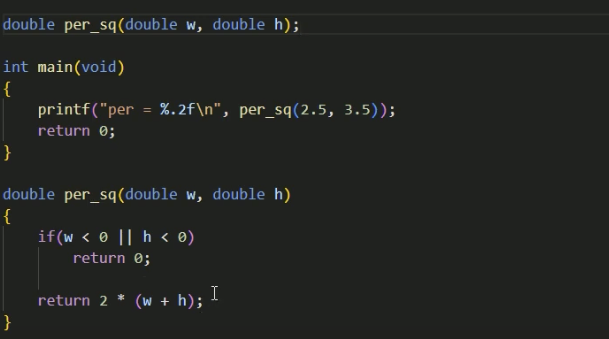 double per_sq(double w, double h);
int main(void)
{
printf("per = %.2f\n", per_sq(2.5, 3.5));
return 0;
}
double per_sq(double w, double h)
{
if(w < 0 || h < 0)
return 0;
return 2 * (w + h);
}